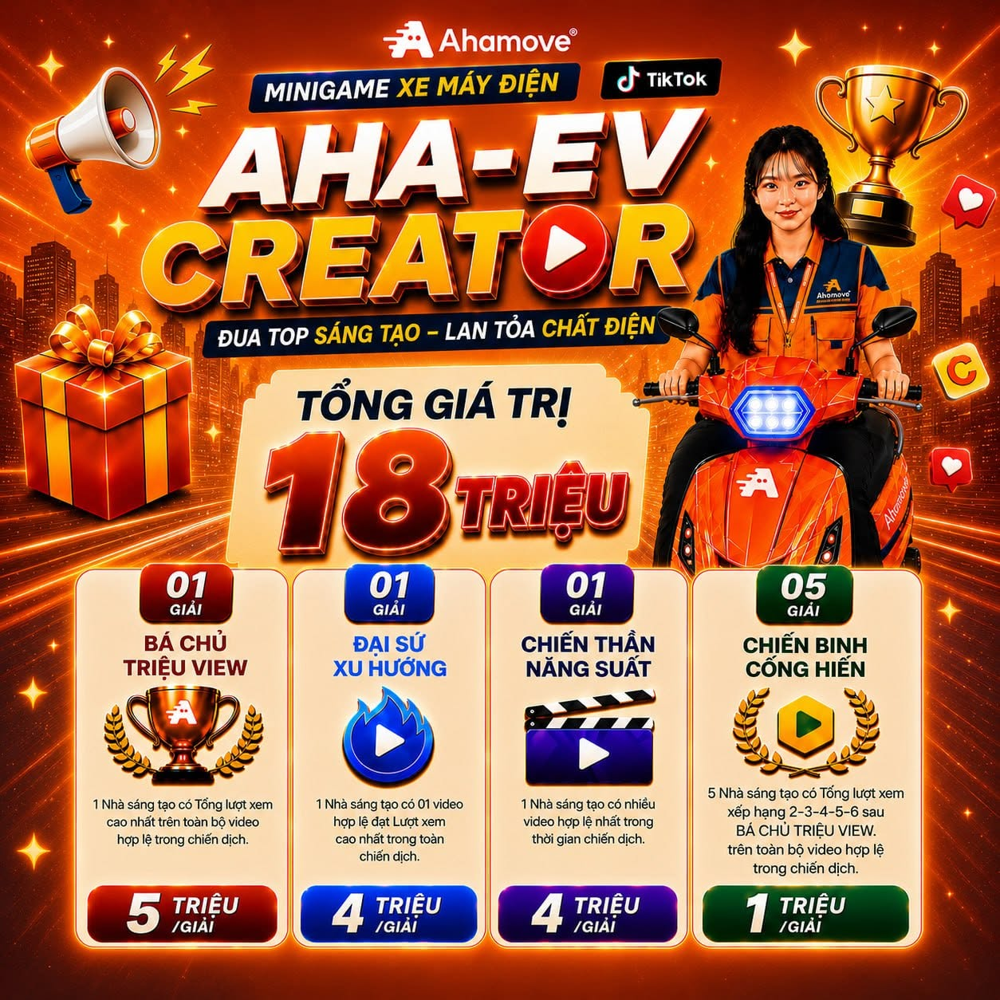 Ahamove®
MINIGAME XE MÁY ĐIỆN
TikTok
AHA-EV
CREATOR
ĐUA TOP SÁNG TẠO – LAN TỎA CHẤT ĐIỆN
TỔNG GIÁ TRỊ
18 TRIỆU
Ahamove
Ahamove
01
GIẢI
BÁ CHỦ
TRIỆU VIEW
1 Nhà sáng tạo có Tổng lượt xem
cao nhất trên toàn bộ video
hợp lệ trong chiến dịch.
5 TRIỆU
/GIẢI
01
GIẢI
ĐẠI SỨ
XU HƯỚNG
1 Nhà sáng tạo có 01 video
hợp lệ đạt Lượt xem
cao nhất trong toàn
chiến dịch.
4 TRIỆU
/GIẢI
01
GIẢI
CHIẾN THẦN
NĂNG SUẤT
1 Nhà sáng tạo có nhiều
video hợp lệ nhất trong
thời gian chiến dịch.
4 TRIỆU
/GIẢI
05
GIẢI
CHIẾN BINH
CỐNG HIẾN
5 Nhà sáng tạo có Tổng lượt xem
xếp hạng 2-3-4-5-6 sau
BÁ CHỦ TRIỆU VIEW.
trên toàn bộ video hợp lệ
trong chiến dịch.
1 TRIỆU
/GIẢI